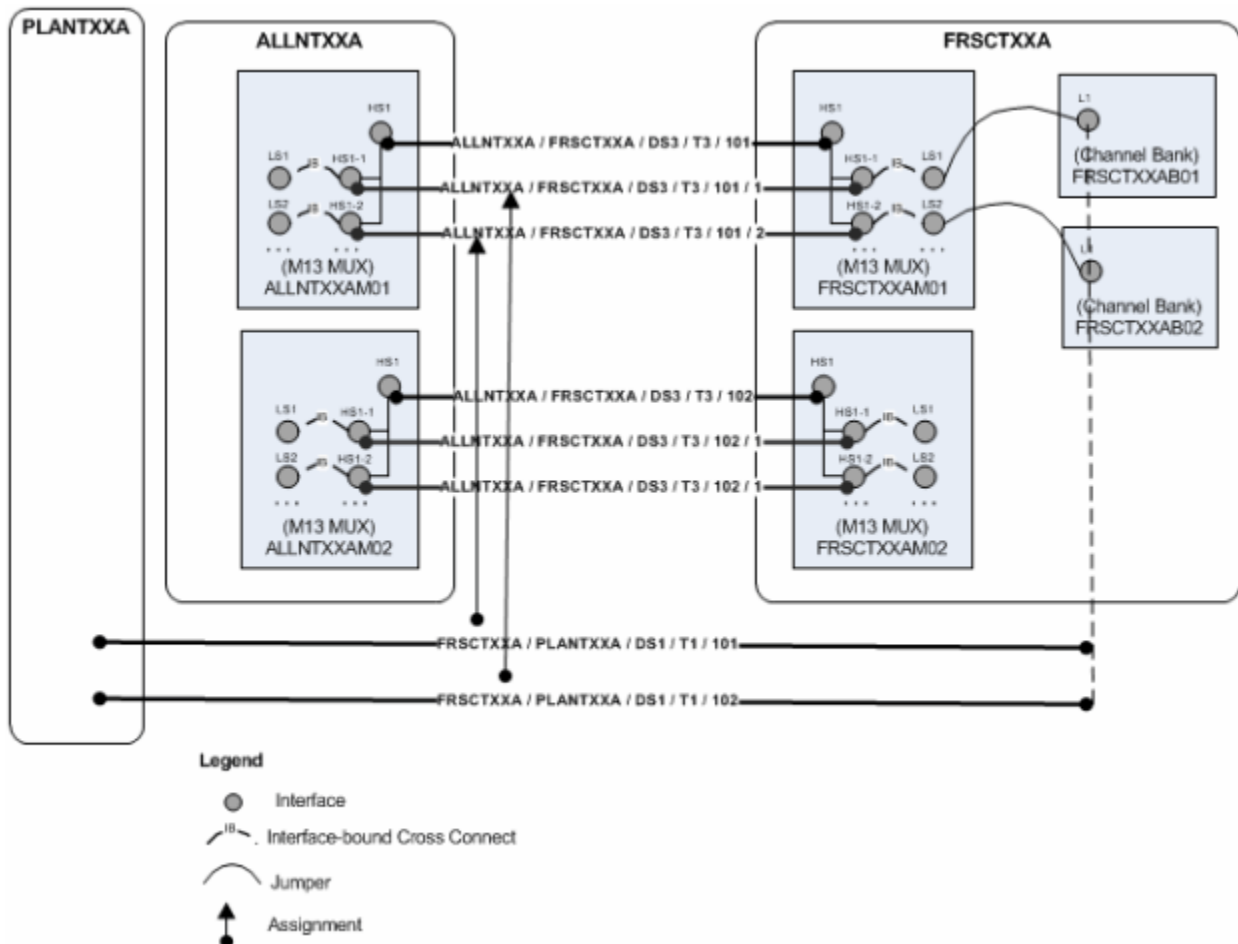 PLANTXXA
ALLNTXXA
FRSCTXXA
HS1
LS1
IB
HS1-1
LS2
IB
HS1-2
...
...
(M13 MUX)
ALLNTXXAM01
ALLNTXXA / FRSCTXXA / DS3 / T3 / 101
ALLNTXXA / FRSCTXXA / DS3 / T3 / 101 / 1
ALLNTXXA / FRSCTXXA / DS3 / T3 / 101 / 2
HS1
HS1-1
IB
LS1
HS1-2
IB
LS2
...
...
(M13 MUX)
FRSCTXXAM01
L1
(Channel Bank)
FRSCTXXAB01
(Channel Bank)
FRSCTXXAB02
HS1
LS1
IB
HS1-1
LS2
IB
HS1-2
...
...
(M13 MUX)
ALLNTXXAM02
ALLNTXXA / FRSCTXXA / DS3 / T3 / 102
ALLNTXXA / FRSCTXXA / DS3 / T3 / 102 / 1
ALLNTXXA / FRSCTXXA / DS3 / T3 / 102 / 1
HS1
HS1-1
IB
LS1
HS1-2
IB
LS2
...
...
(M13 MUX)
FRSCTXXAM02
FRSCTXXA / PLANTXXA / DS1 / T1 / 101
FRSCTXXA / PLANTXXA / DS1 / T1 / 102
Legend
Interface
IB
Interface-bound Cross Connect
Jumper
Assignment